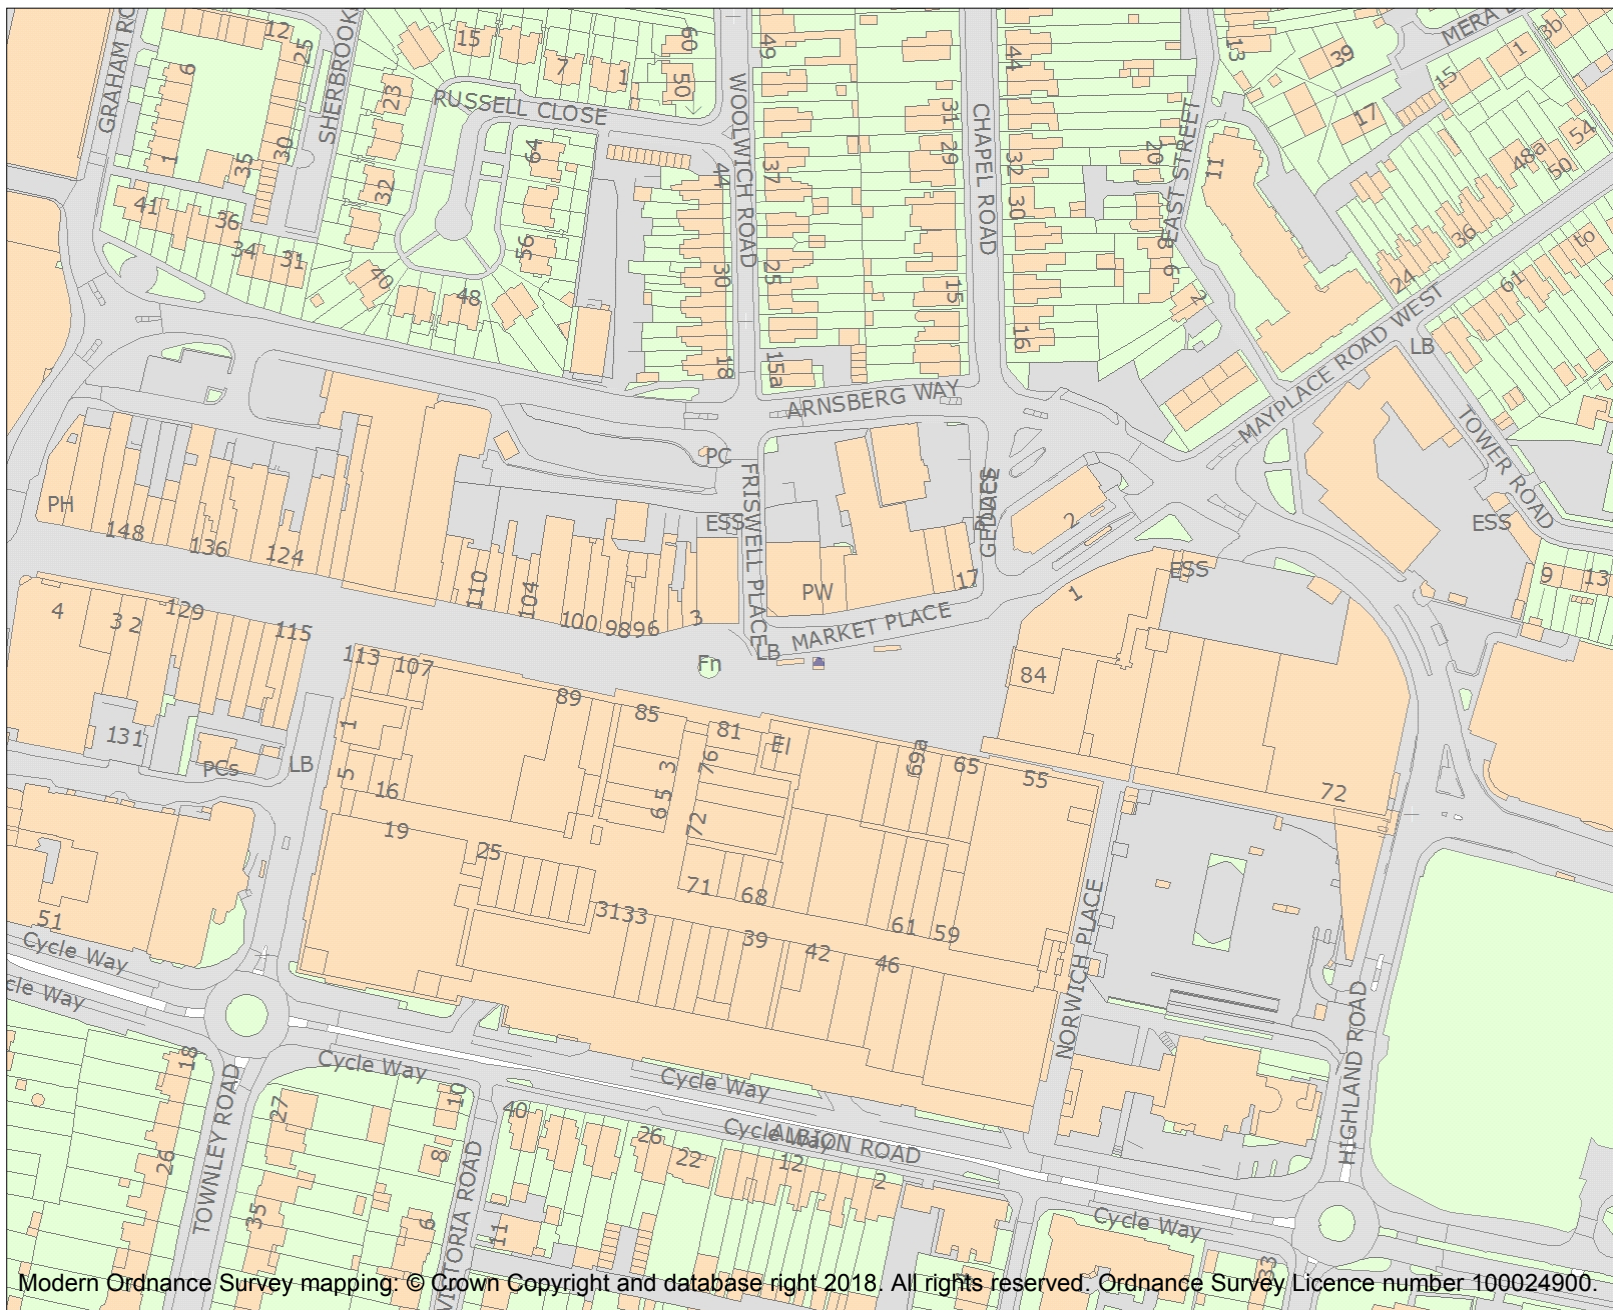 12
25
GRAHAM RO
SHERBROOK
6
1
35
30
41
36
34
31
15
7
1
23
32
40
48
RUSSELL CLOSE
64
56
60
50
49
WOOLWICH ROAD
44
37
30
25
18
15a
31
29
15
CHAPEL ROAD
44
32
30
16
EAST STREET
20
8
6
2
11
13
39
17
15
1
3b
MERA
54
48a
50
36
24
to
61
LB
MAYPLACE ROAD WEST
TOWER ROAD
ESS
9
13
ARNSBERG WAY
PC
ESS
FRISWELL PLACE
PH
148
136
124
110
104
100
98
96
3
PW
17
GEDDES
PLACE
2
1
ESS
MARKET PLACE
LB
Fn
84
72
4
3
2
129
115
131
PCs
LB
113
107
1
5
16
19
25
89
85
3
5
6
81
76
72
El
69a
65
55
71
68
61
59
31
33
39
42
46
51
Cycle Way
cle Way
NORWICH PLACE
HIGHLAND ROAD
Cycle Way
Cycle Way
Cycle Way
ALBION ROAD
Cycle Way
18
26
TOWNLEY ROAD
27
35
10
8
6
VICTORIA ROAD
11
40
26
22
12
2
33
Modern Ordnance Survey mapping: © Crown Copyright and database right 2018. All rights reserved. Ordnance Survey Licence number 100024900.